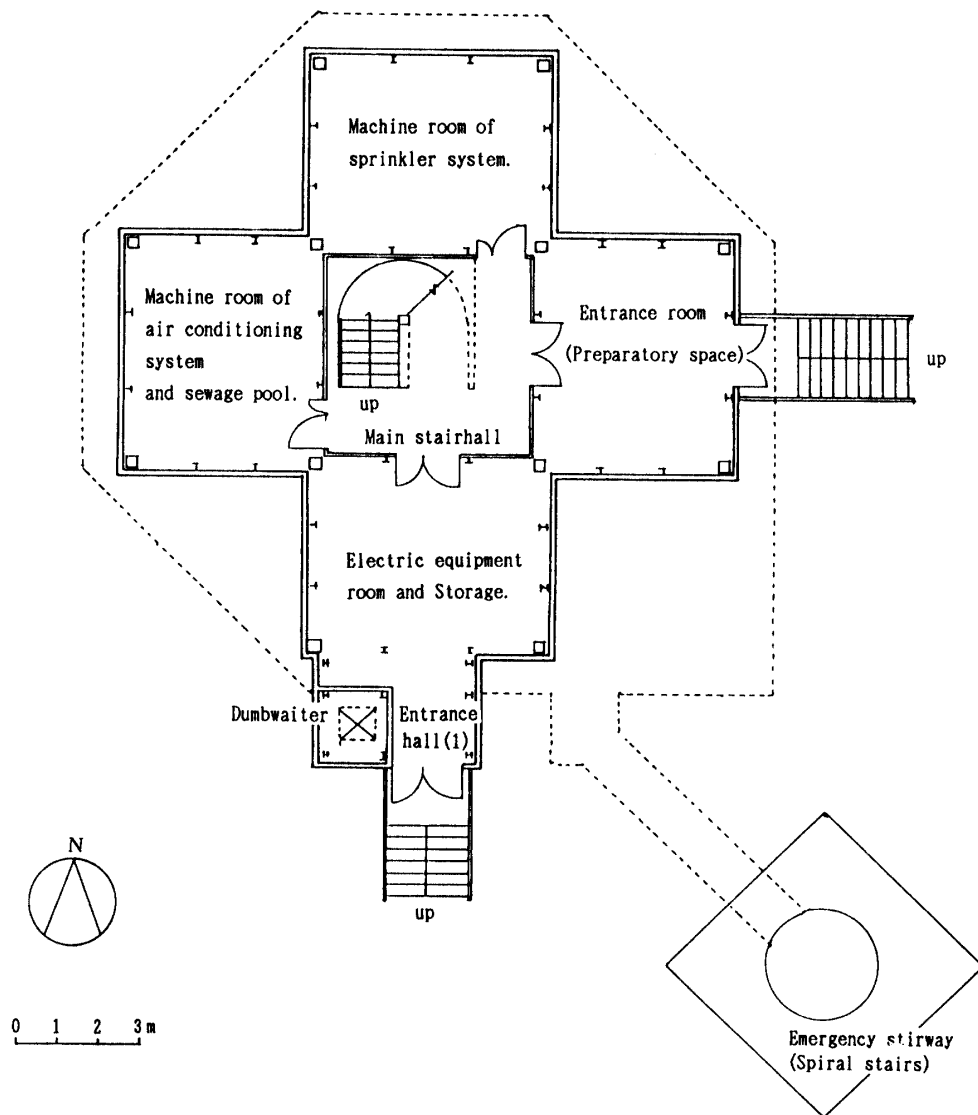 Machine room of
sprinkler system.
Machine room of
air conditioning
system
and sewage pool.
Entrance room
(Preparatory space)
up
up
Main stairhall
Electric equipment
room and Storage.
Dumbwaiter
Entrance
hall(1)
up
N
0 1 2 3m
Emergency stirway
(Spiral stairs)